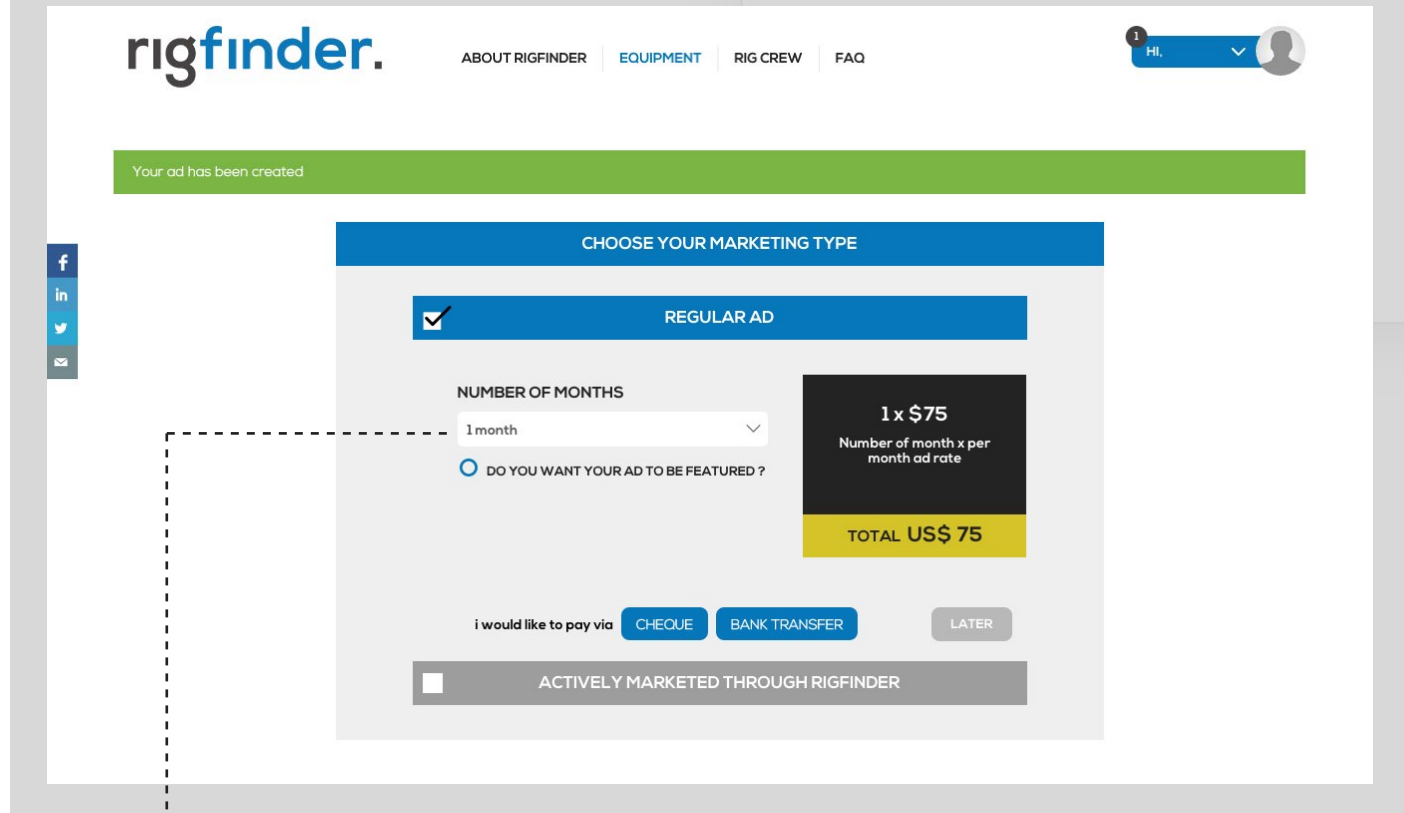 rigfinder.
ABOUT RIGFINDER EQUIPMENT RIG CREW FAQ
1
HI,
Your ad has been created
CHOOSE YOUR MARKETING TYPE
f
in
REGULAR AD
NUMBER OF MONTHS
1 month
DO YOU WANT YOUR AD TO BE FEATURED ?
1 x $75
Number of month x per
month ad rate
TOTAL US$ 75
i would like to pay via CHEQUE BANK TRANSFER LATER
ACTIVELY MARKETED THROUGH RIGFINDER